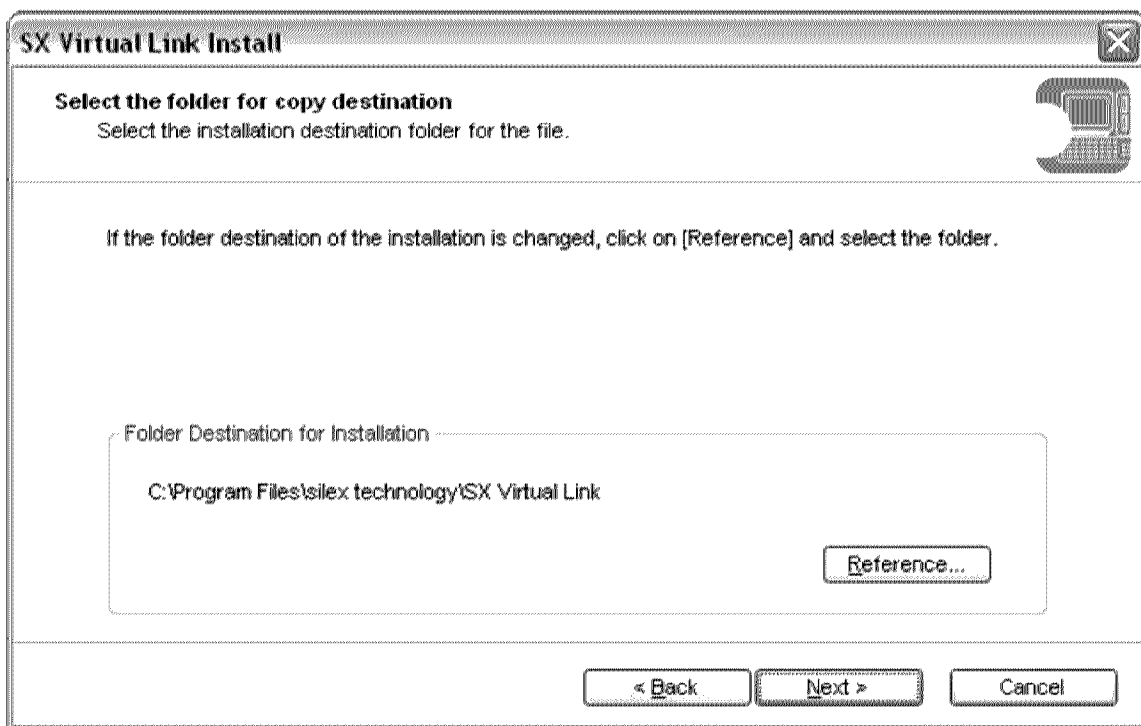 SX Virtual Link Install
Select the folder for copy destination
Select the installation destination folder for the file.
If the folder destination of the installation is changed, click on [Reference] and select the folder.
Folder Destination for Installation
C:\Program Files\silex technology\SX Virtual Link
Reference...
< Back Next > Cancel